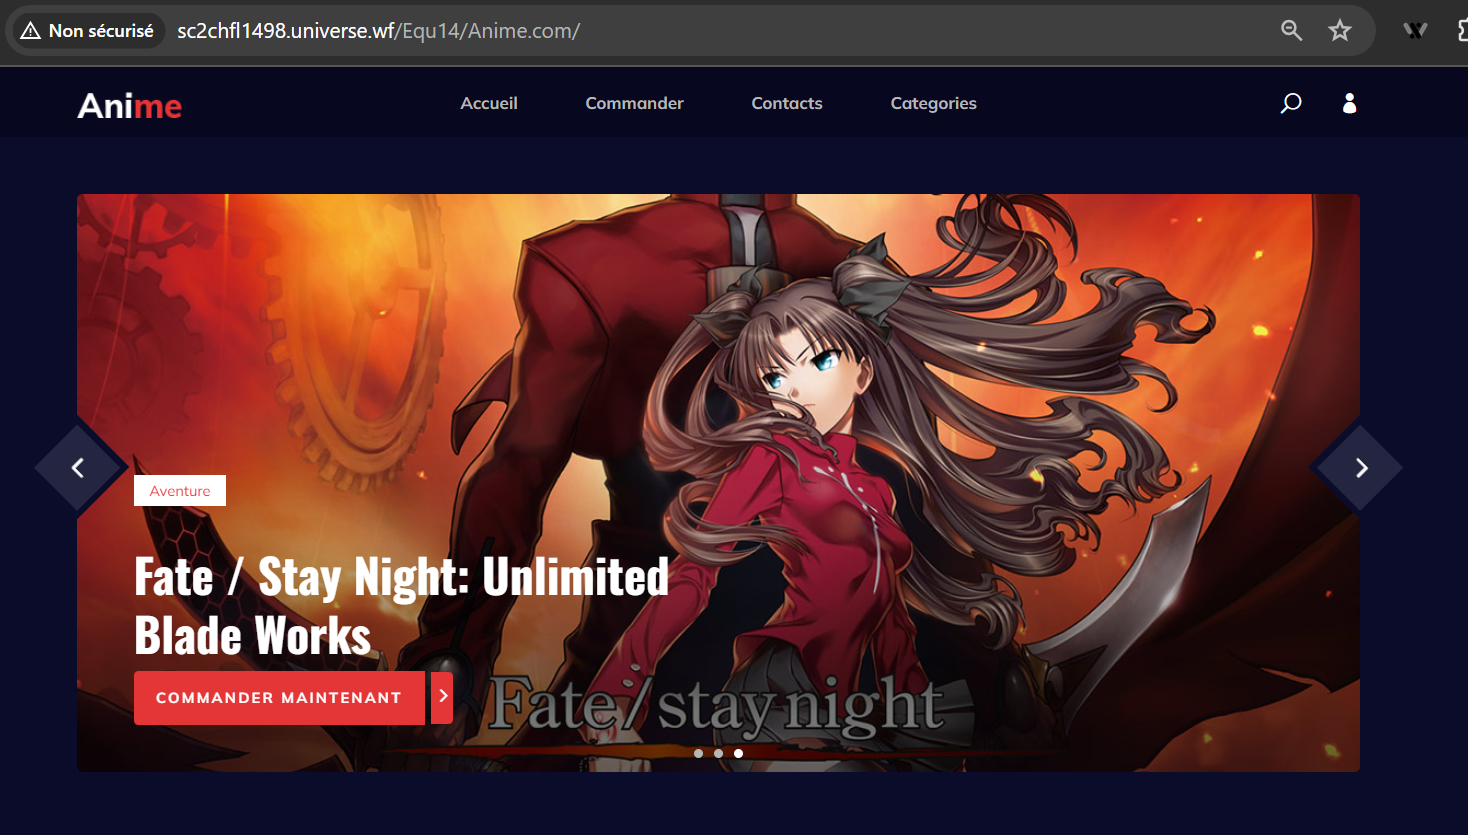 Non sécurisé sc2chfl1498.universe.wf/Equ14/Anime.com/
Anime Accueil Commander Contacts Categories
Aventure
Fate / Stay Night: Unlimited
Blade Works
COMMANDER MAINTENANT
Fate/stay night